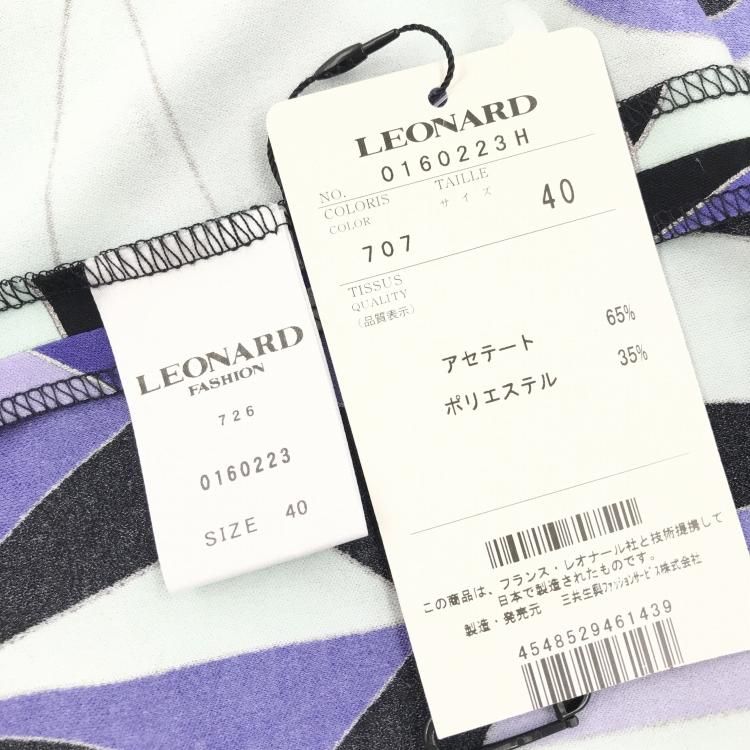 LEONARD
FASHION
726
0160223
SIZE 40
LEONARD
NO. 0160223H
COLORIS
COLOR
707
TAILLE
サイズ
40
TISSUS
QUALITY
(品質表示)
アセテート 65%
ポリエステル 35%
この商品は、フランス・レオナール社と技術提携して
日本で製造されたものです。
製造・発売元 三共生興ファッションサービス株式会社
4548529461439